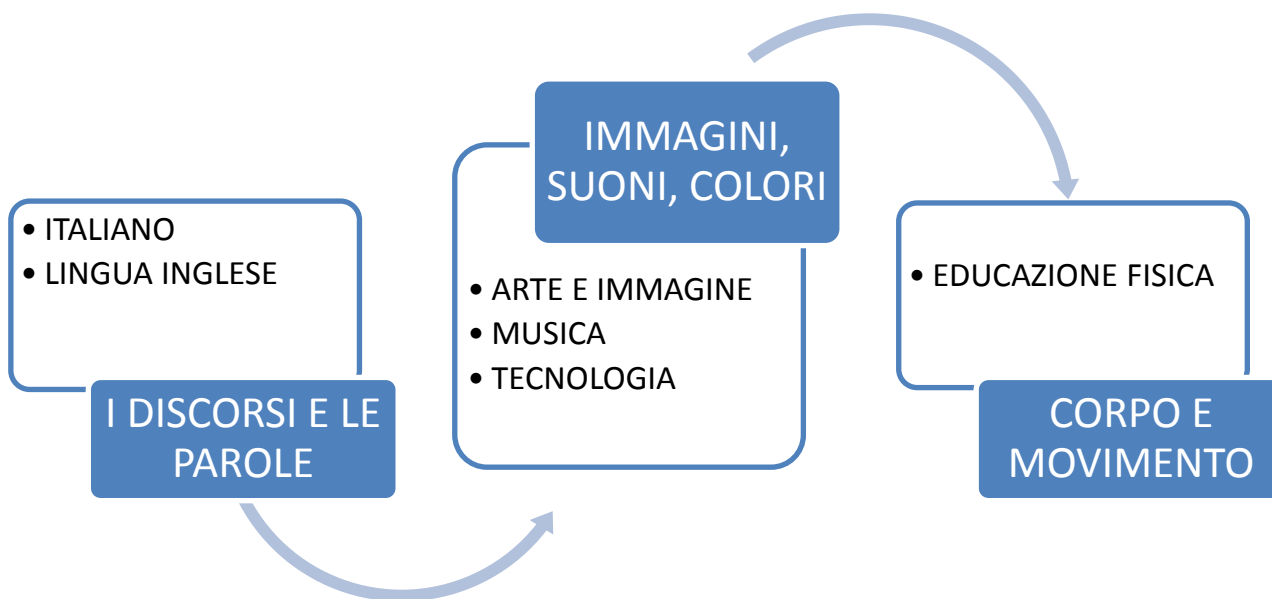 • ITALIANO
• LINGUA INGLESE
I DISCORSI E LE
PAROLE
IMMAGINI,
SUONI, COLORI
• ARTE E IMMAGINE
• MUSICA
• TECNOLOGIA
• EDUCAZIONE FISICA
CORPO E
MOVIMENTO